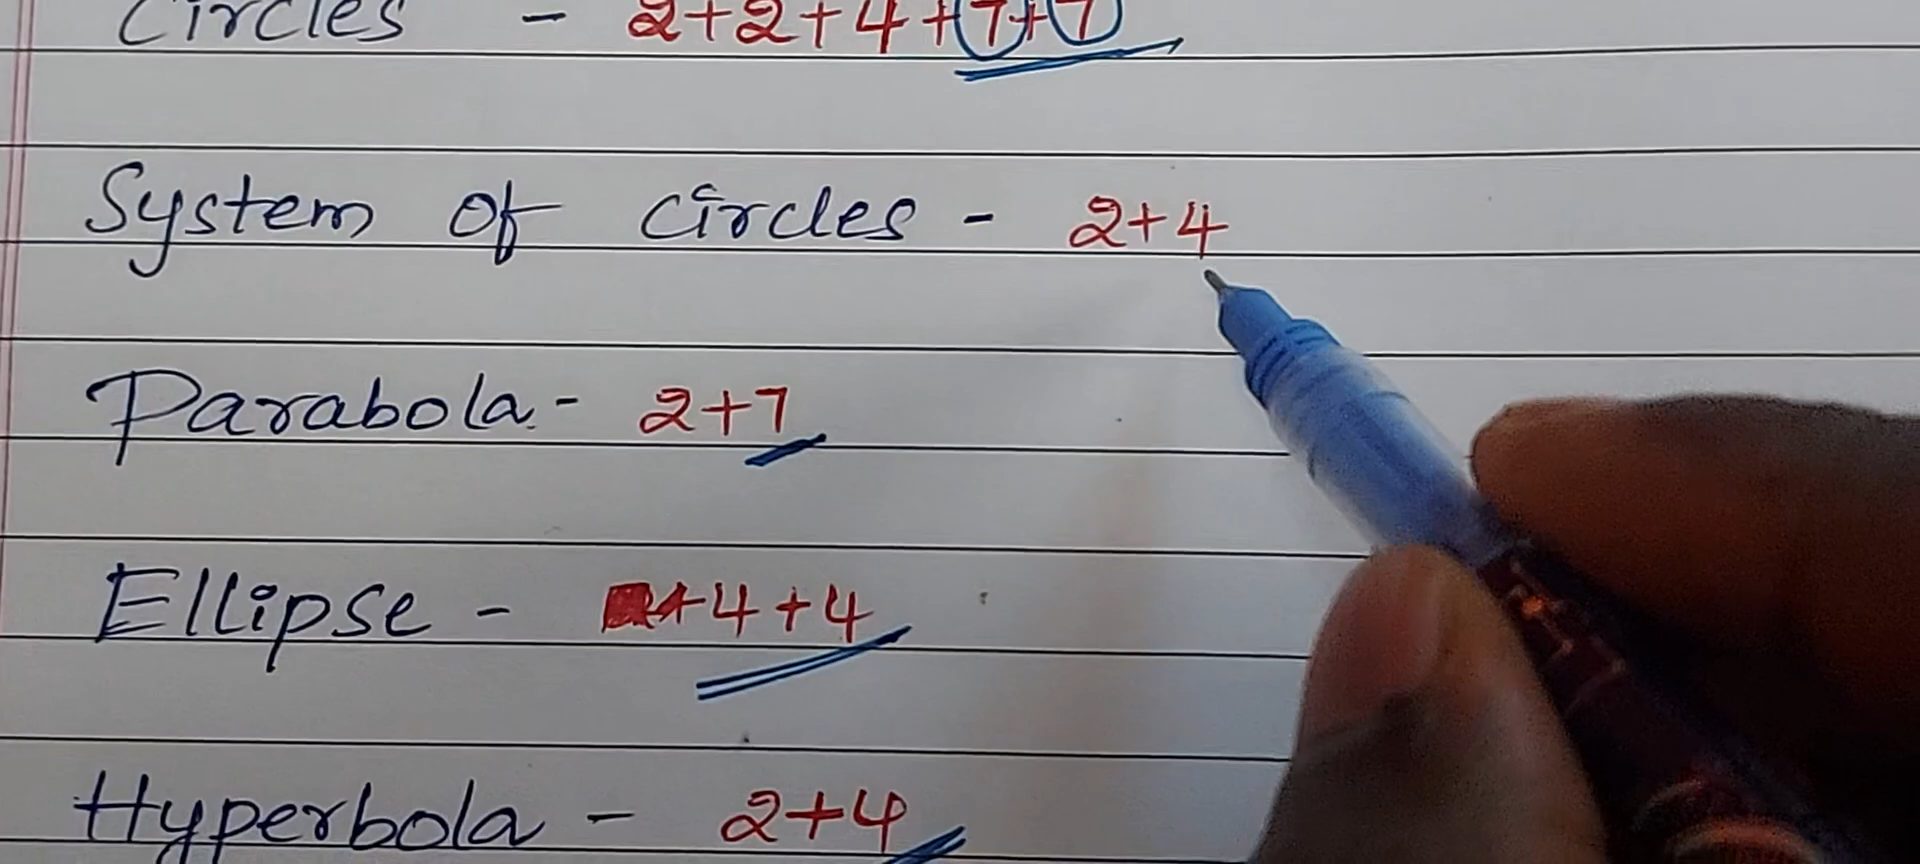 Circles - 2+2+4+7+7
System of circles - 2+4
Parabola - 2+7
Ellipse - +4+4
Hyperbola - 2+4